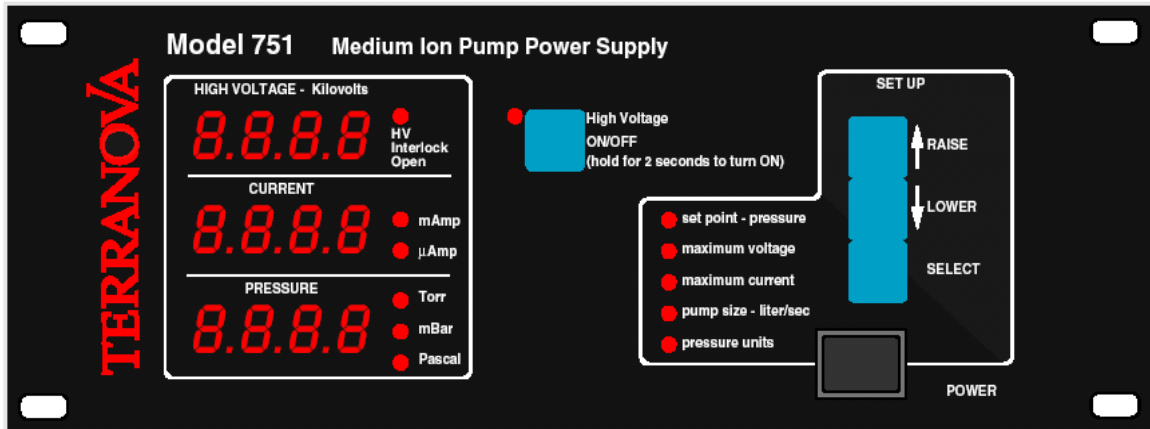 Model 751 Medium Ion Pump Power Supply
TERRANOVA
HIGH VOLTAGE - Kilovolts
8.8.8.8
HV
Interlock
Open
CURRENT
8.8.8.8
mAmp
µAmp
PRESSURE
8.8.8.8
Torr
mBar
Pascal
High Voltage
ON/OFF
(hold for 2 seconds to turn ON)
SET UP
RAISE
LOWER
SELECT
set point - pressure
maximum voltage
maximum current
pump size - liter/sec
pressure units
POWER